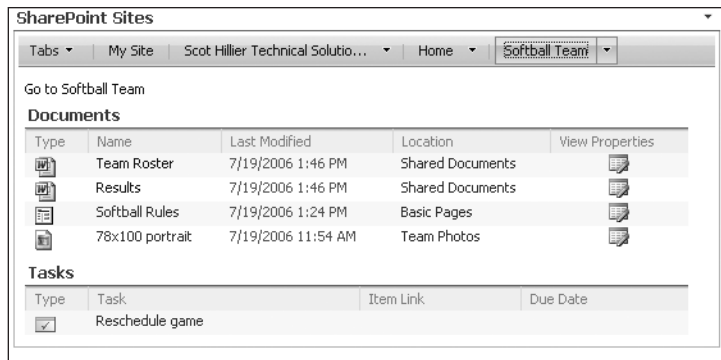 SharePoint Sites
Tabs My Site Scot Hillier Technical Solutio... Home Softball Team
Go to Softball Team
Documents
Type Name Last Modified Location View Properties
Team Roster 7/19/2006 1:46 PM Shared Documents
Results 7/19/2006 1:46 PM Shared Documents
Softball Rules 7/19/2006 1:24 PM Basic Pages
78x100 portrait 7/19/2006 11:54 AM Team Photos
Tasks
Type Task Item Link Due Date
Reschedule game